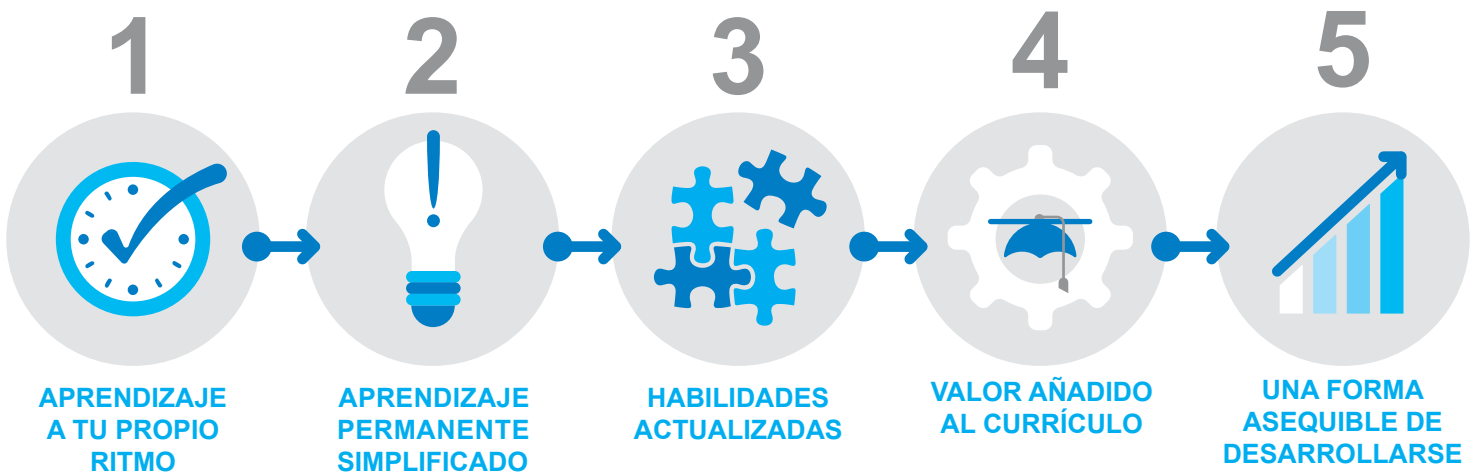 1
APRENDIZAJE
A TU PROPIO
RITMO
2
APRENDIZAJE
PERMANENTE
SIMPLIFICADO
3
HABILIDADES
ACTUALIZADAS
4
VALOR AÑADIDO
AL CURRÍCULO
5
UNA FORMA
ASEQUIBLE DE
DESARROLLARSE